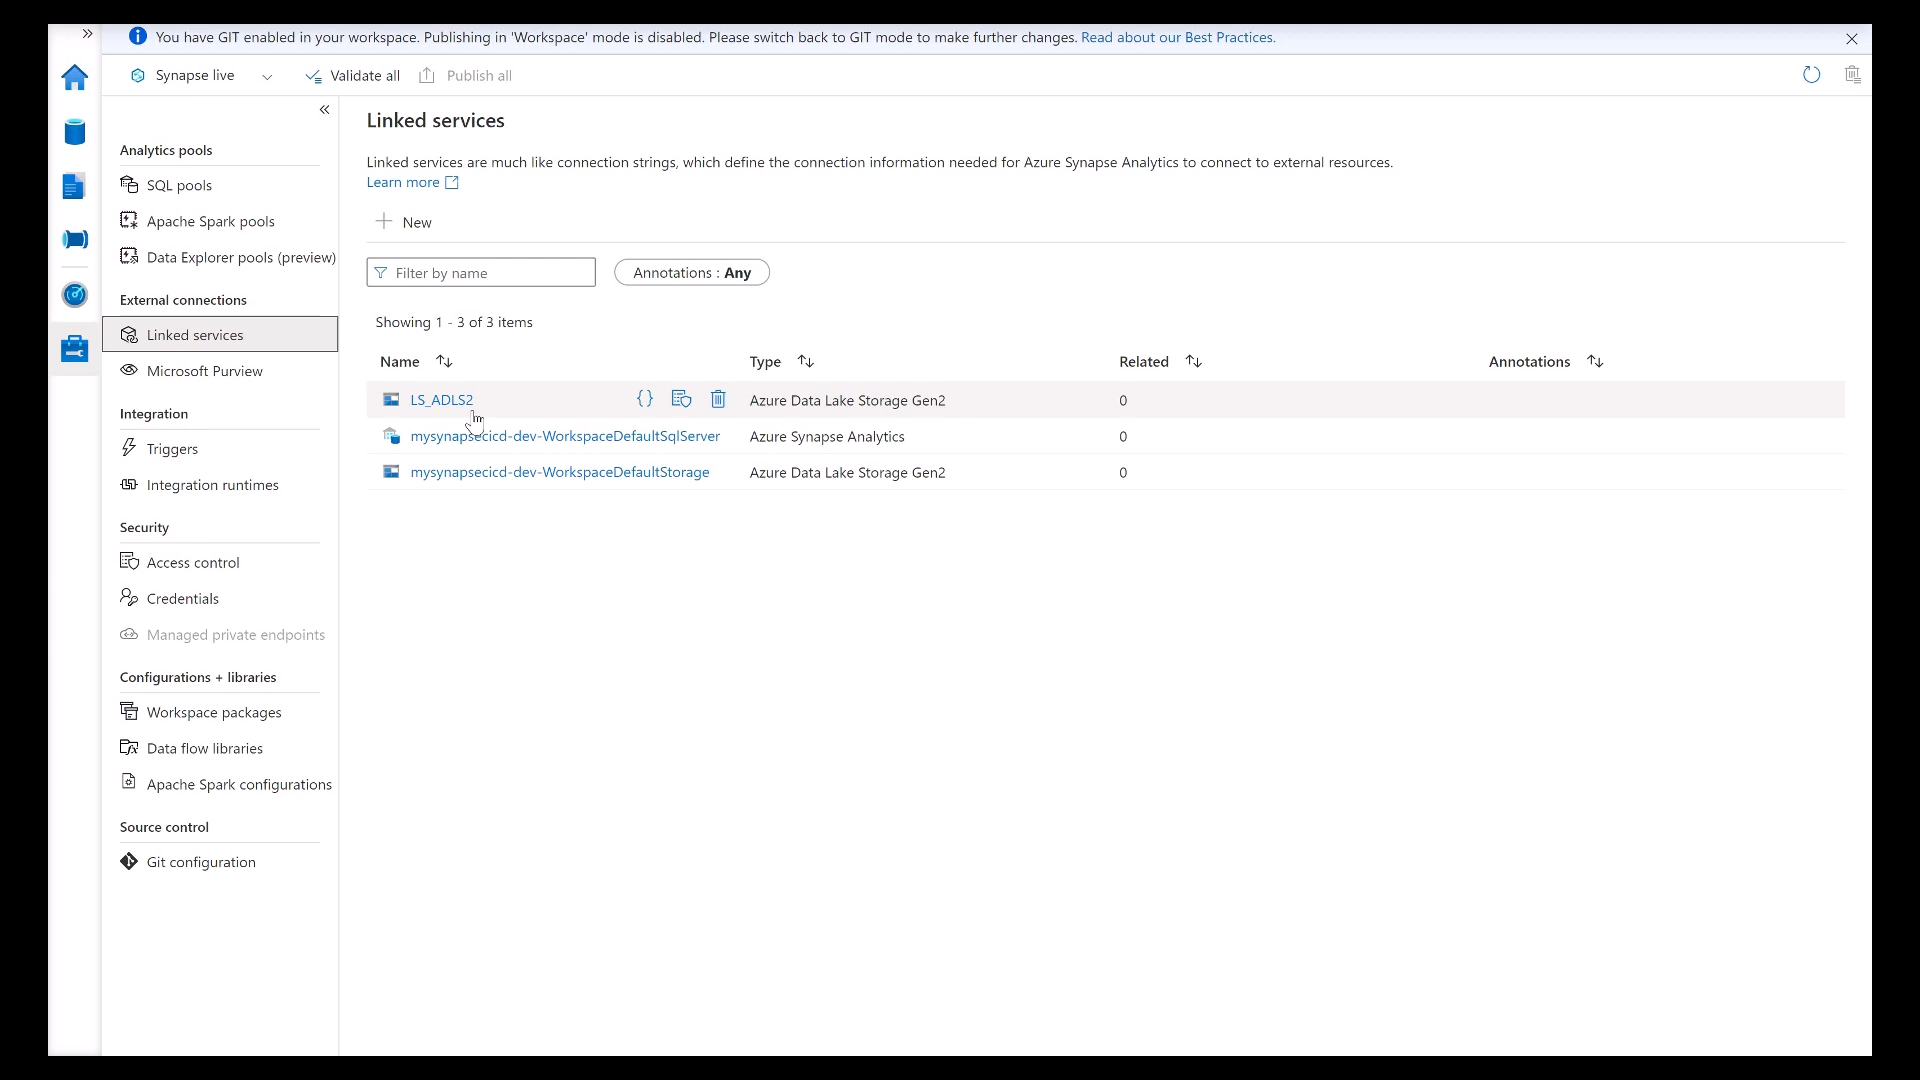 You have GIT enabled in your workspace. Publishing in 'Workspace' mode is disabled. Please switch back to GIT mode to make further changes. Read about our Best Practices.
Synapse live
Validate all
Publish all
Analytics pools
SQL pools
Apache Spark pools
Data Explorer pools (preview)
External connections
Linked services
Microsoft Purview
Integration
Triggers
Integration runtimes
Security
Access control
Credentials
Managed private endpoints
Configurations + libraries
Workspace packages
Data flow libraries
Apache Spark configurations
Source control
Git configuration
Linked services
Linked services are much like connection strings, which define the connection information needed for Azure Synapse Analytics to connect to external resources.
Learn more
New
Filter by name
Annotations : Any
Showing 1 - 3 of 3 items
Name Type Related Annotations
LS_ADLS2 {} Azure Data Lake Storage Gen2 0
mysynapsecicd-dev-WorkspaceDefaultSqlServer Azure Synapse Analytics 0
mysynapsecicd-dev-WorkspaceDefaultStorage Azure Data Lake Storage Gen2 0